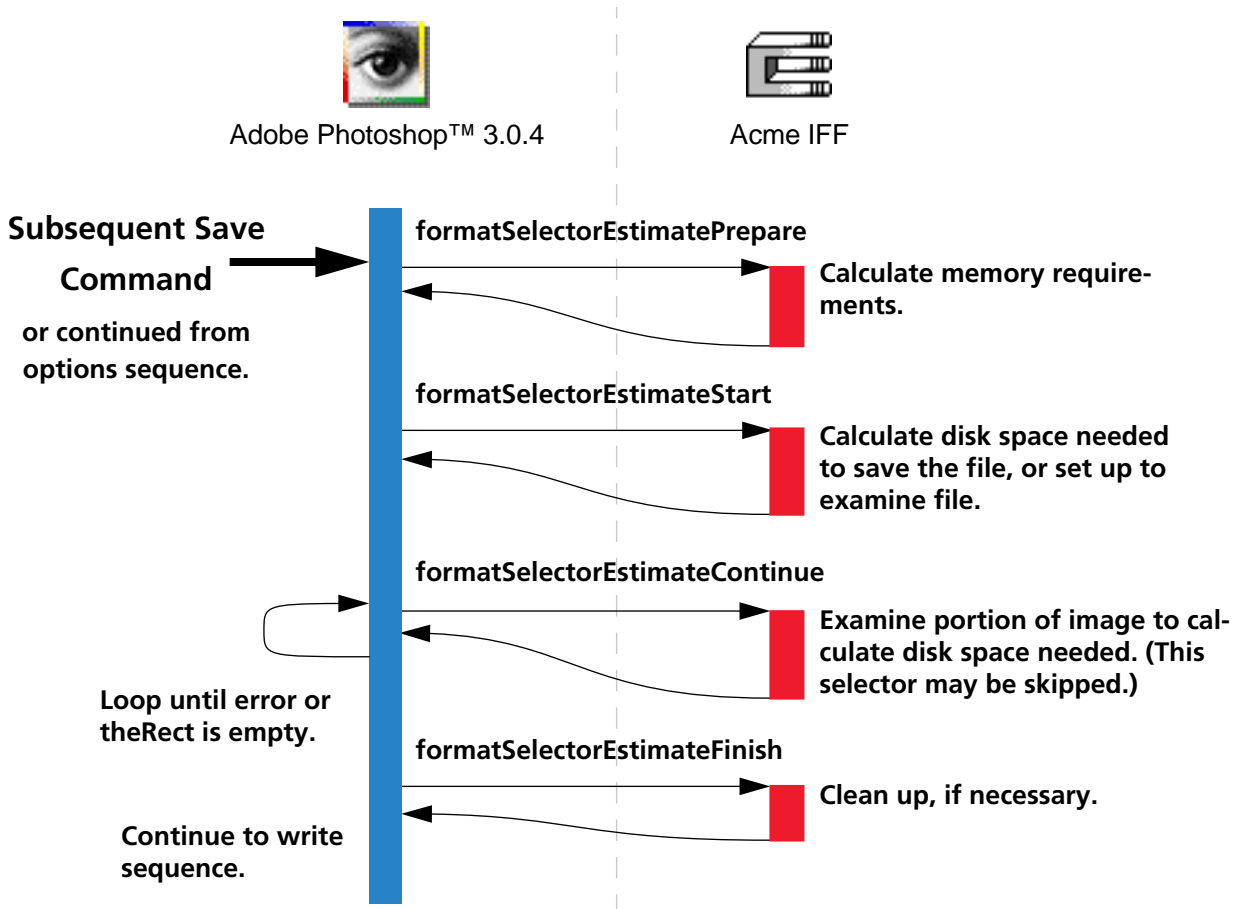 Adobe Photoshop™ 3.0.4
Acme IFF
Subsequent Save
Command
or continued from
options sequence.
formatSelectorEstimatePrepare
Calculate memory require-
ments.
formatSelectorEstimateStart
Calculate disk space needed
to save the file, or set up to
examine file.
formatSelectorEstimateContinue
Examine portion of image to cal-
culate disk space needed. (This
selector may be skipped.)
Loop until error or
theRect is empty.
formatSelectorEstimateFinish
Clean up, if necessary.
Continue to write
sequence.